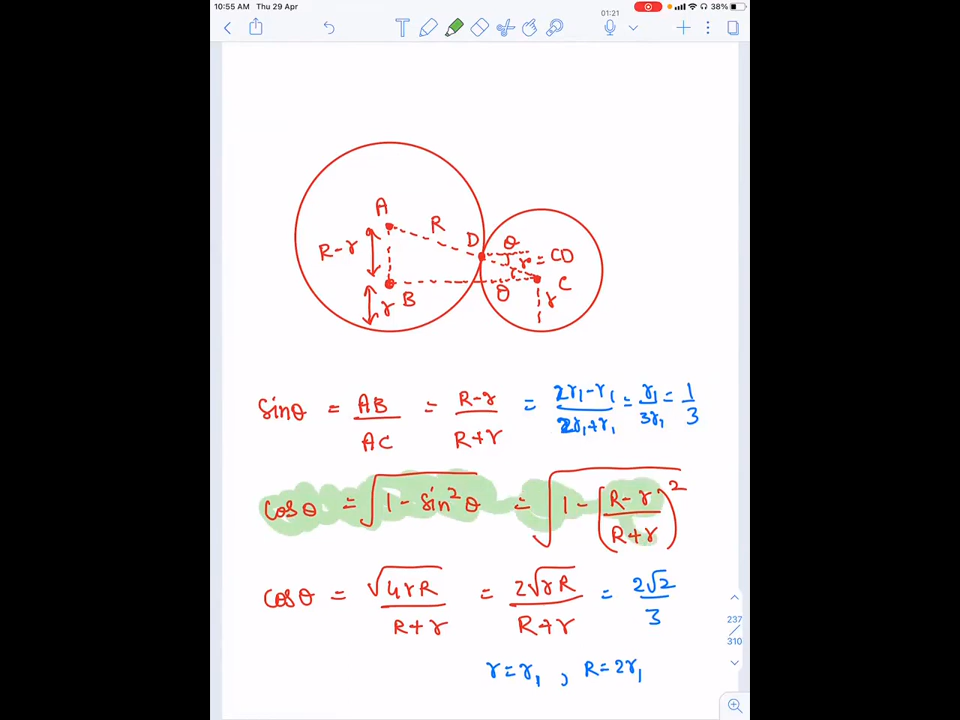 10:55 AM Thu 29 Apr
38%
01:21
T
A
R
D
θ
R-r
r = CD
r
B
θ
C
r
r
sinθ = AB/AC = R-r/R+r = 2r₁-r₁/2r₁+r₁ = r₁/3r₁ = 1/3
cosθ = √(1 - sin²θ) = √(1 - (R-r/R+r)²)
cosθ = √4rR/R+r = 2√rR/R+r = 2√2/3
r = r₁ , R = 2r₁
237
310